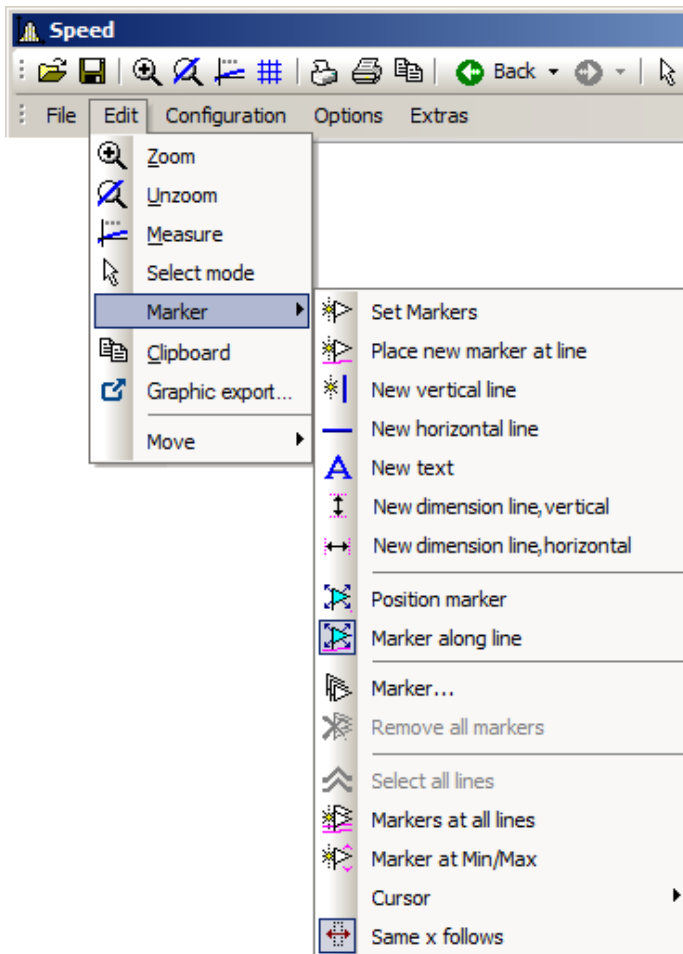 Speed
Back
File Edit Configuration Options Extras
Zoom
Unzoom
Measure
Select mode
Marker
Clipboard
Graphic export...
Move
Set Markers
Place new marker at line
New vertical line
New horizontal line
New text
New dimension line,vertical
New dimension line,horizontal
Position marker
Marker along line
Marker...
Remove all markers
Select all lines
Markers at all lines
Marker at Min/Max
Cursor
Same x follows